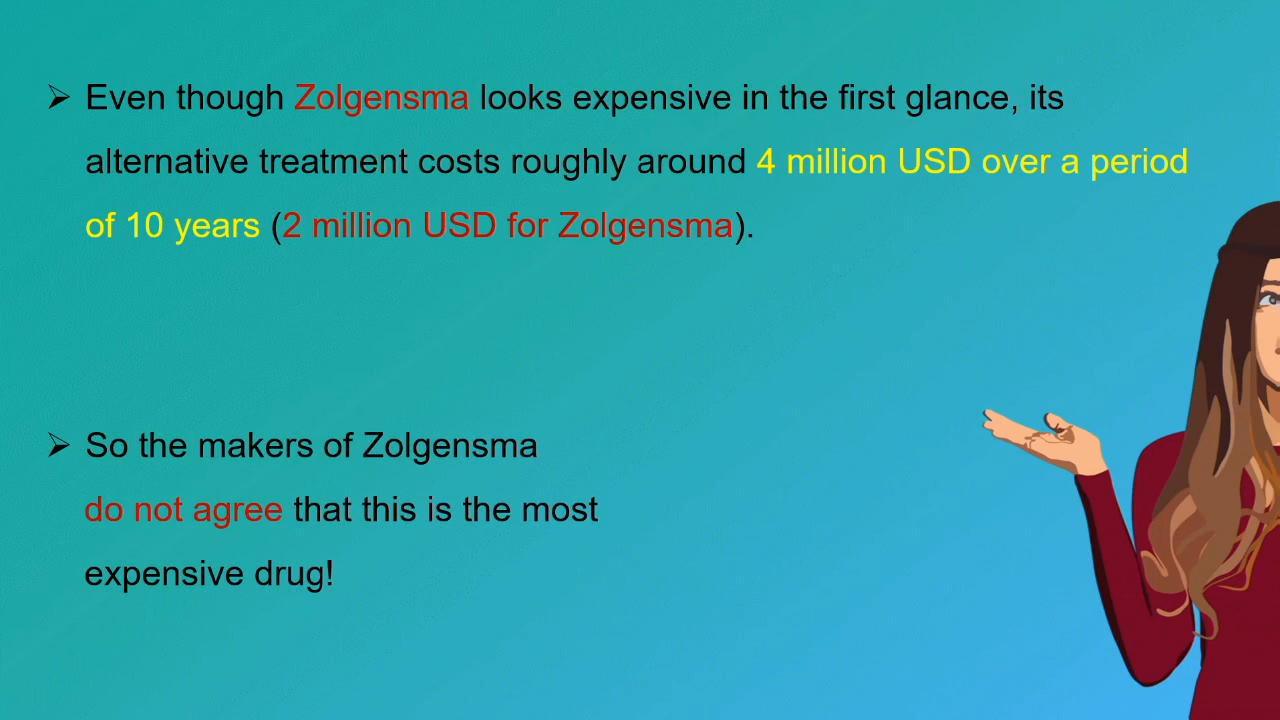 Even though Zolgensma looks expensive in the first glance, its
alternative treatment costs roughly around 4 million USD over a period
of 10 years (2 million USD for Zolgensma).
So the makers of Zolgensma
do not agree that this is the most
expensive drug!